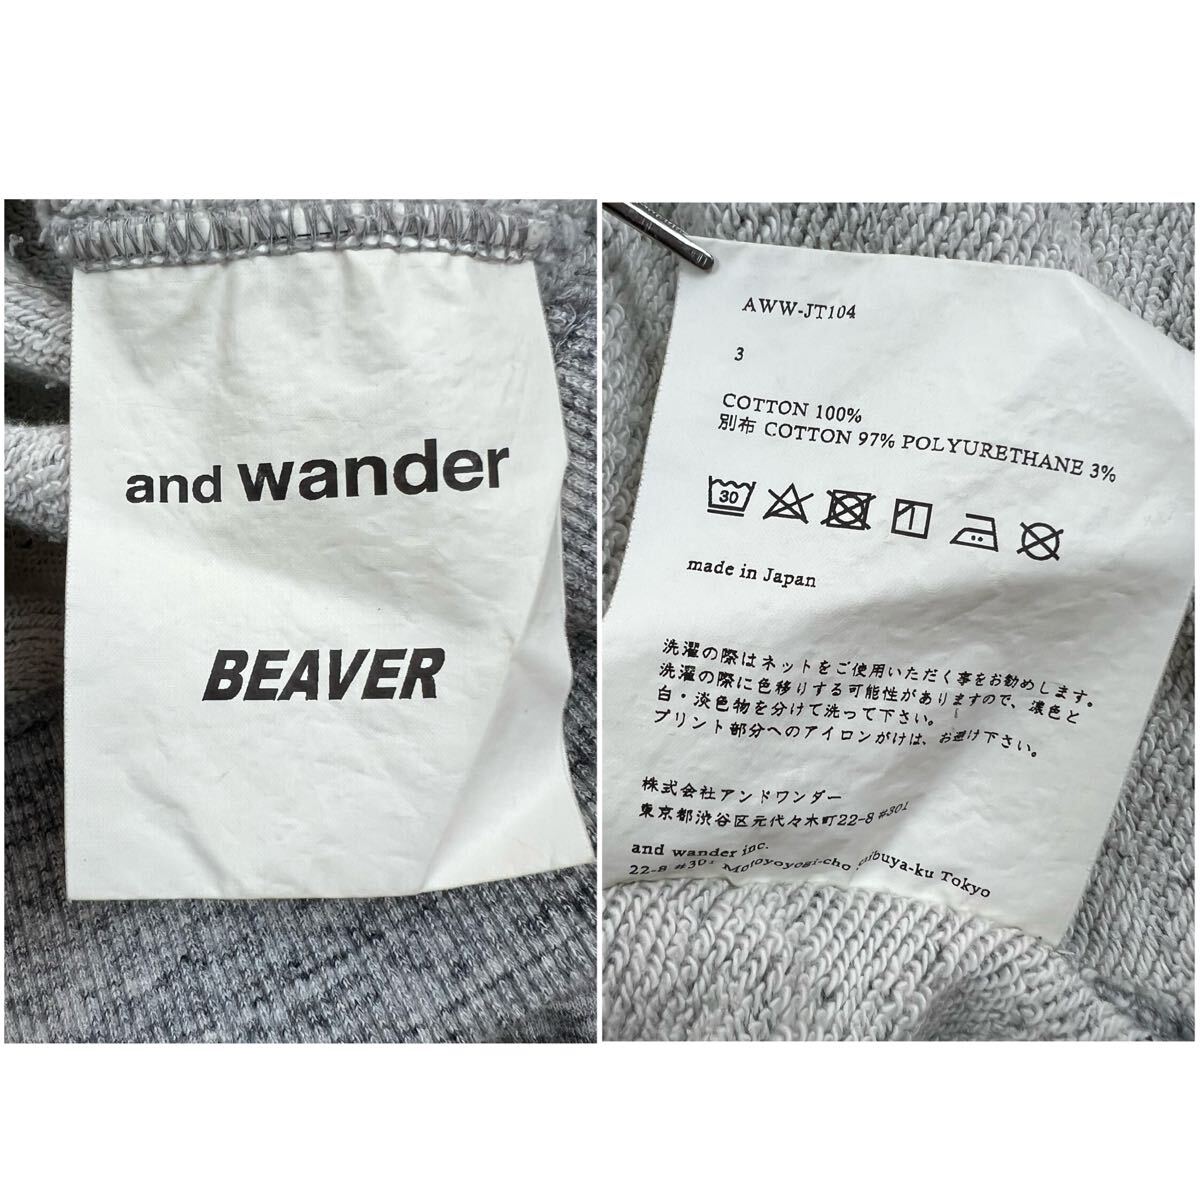 and wander
BEAVER
AWW-JT104
3
COTTON 100%
別布 COTTON 97% POLYURETHANE 3%
30
made in Japan
洗濯の際はネットをご使用いただく事をお勧めします。
洗濯の際に色移りする可能性がありますので、濃色と
白・淡色物を分けて洗って下さい。
プリント部分へのアイロンがけは、お避け下さい。
株式会社アンドワンダー
東京都渋谷区元代々木町22-8 #301
and wander inc.
22-8 #301 Motoyoyogi-cho Tokyo